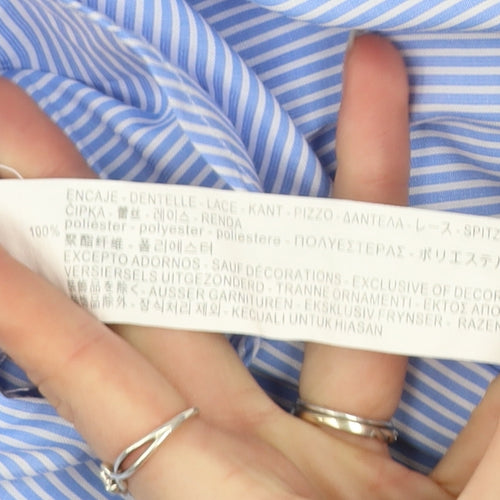 ENCAJE - DENTELLE - LACE - KANT - PIZZO - ΔΑΝΤΕΛΑ - レース - SPITZ
ČIPKA - 蕾丝 - 레이스 - RENDA
100% poliéster - polyester - poliestere - ΠΟΛΥΕΣΤΕΡΑΣ - ポリエステル
聚酯纤维 - 폴리에스터
EXCEPTO ADORNOS - SAUF DÉCORATIONS - EXCLUSIVE OF DECOR
VERSIERSELS UITGEZONDERD - TRANNE ORNAMENTI - ΕΚΤΟΣ ΑΠΟ
装飾品を除く - AUSSER GARNITUREN - EKSKLUSIV FRYNSER - RAZEN
装饰部分除外 - 장식처리 제외 - KECUALI UNTUK HIASAN